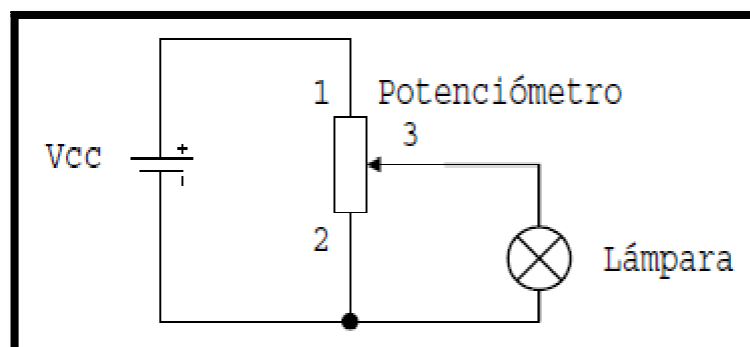 1 Potenciómetro
3
Vcc
+
-
2
Lámpara